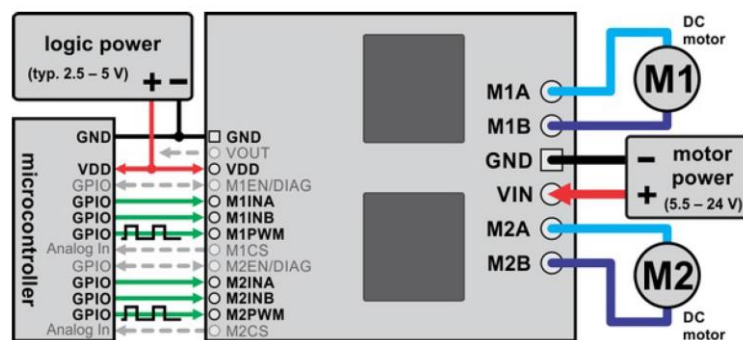 logic power
(typ. 2.5 – 5 V)
+ −
microcontroller
GND
VDD
GPIO
GPIO
GPIO
GPIO
Analog In
GPIO
GPIO
GPIO
GPIO
Analog In
GND
VOUT
VDD
M1EN/DIAG
M1INA
M1INB
M1PWM
M1CS
M2EN/DIAG
M2INA
M2INB
M2PWM
M2CS
M1A
M1B
GND
VIN
M2A
M2B
DC
motor
M1
− motor
+ power
(5.5 – 24 V)
M2
DC
motor